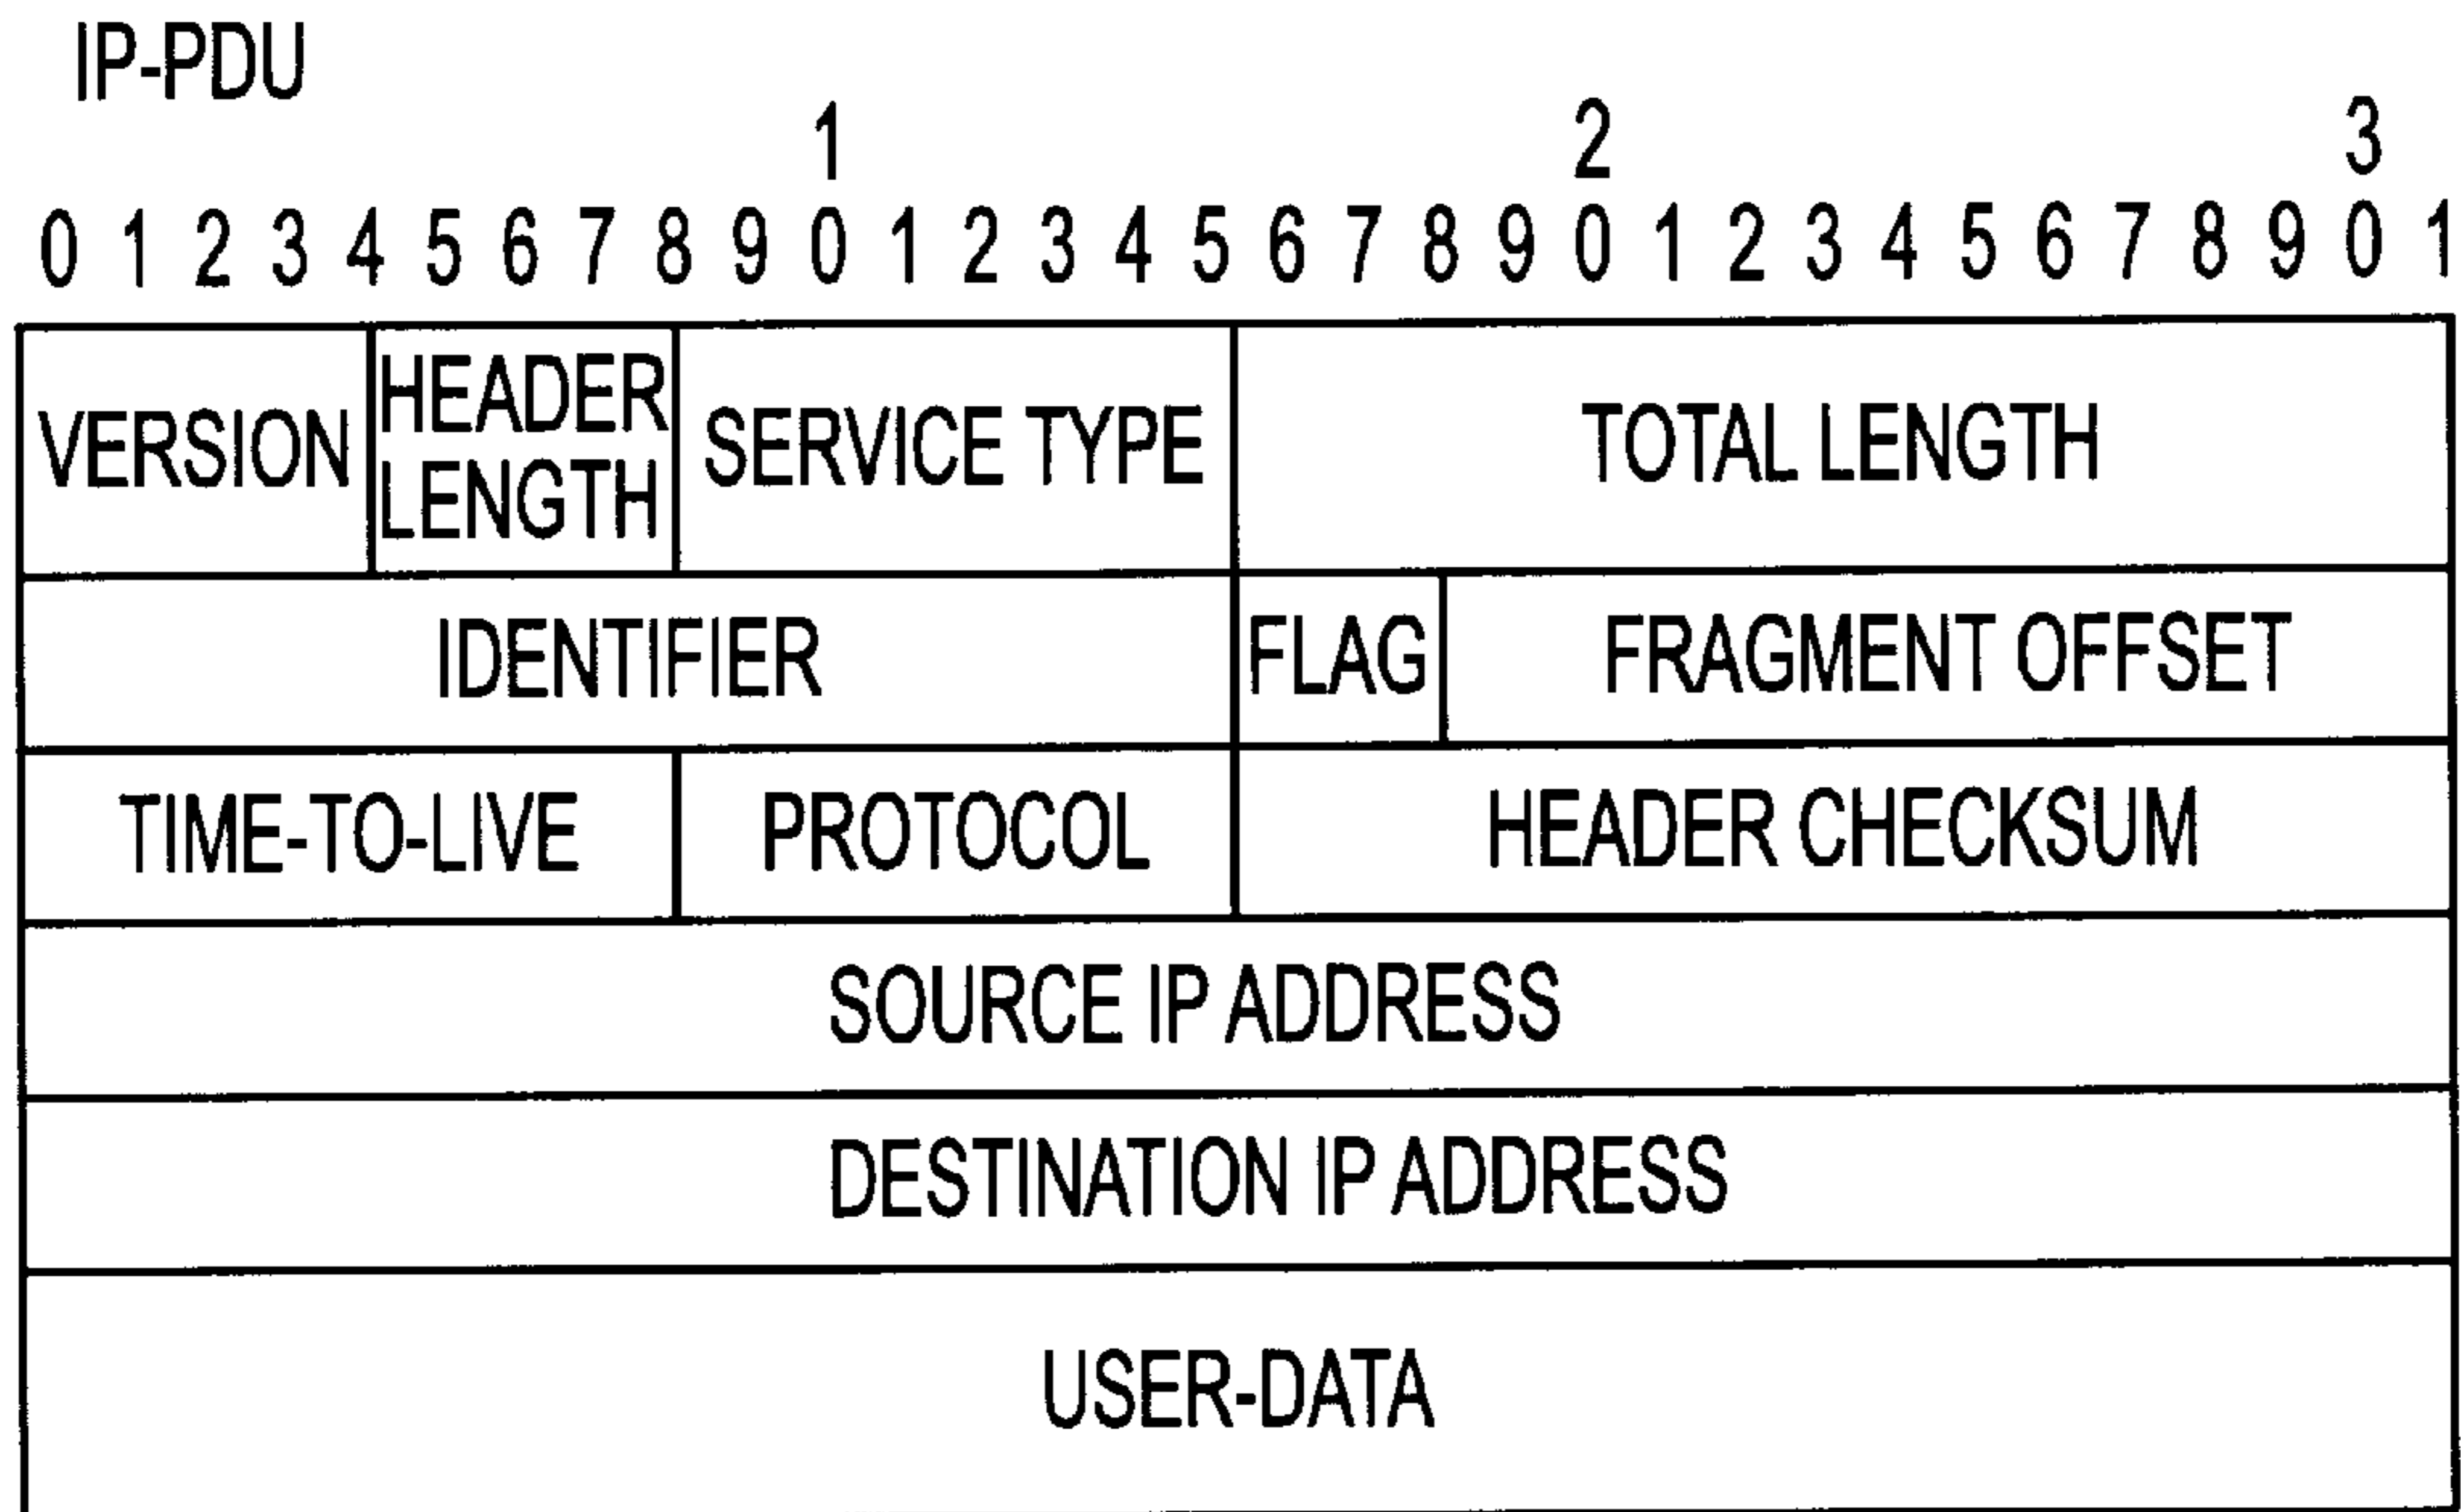 IP-PDU
1 2 3
0 1 2 3 4 5 6 7 8 9 0 1 2 3 4 5 6 7 8 9 0 1 2 3 4 5 6 7 8 9 0 1
VERSION HEADER LENGTH SERVICE TYPE TOTAL LENGTH
IDENTIFIER FLAG FRAGMENT OFFSET
TIME-TO-LIVE PROTOCOL HEADER CHECKSUM
SOURCE IP ADDRESS
DESTINATION IP ADDRESS
USER-DATA